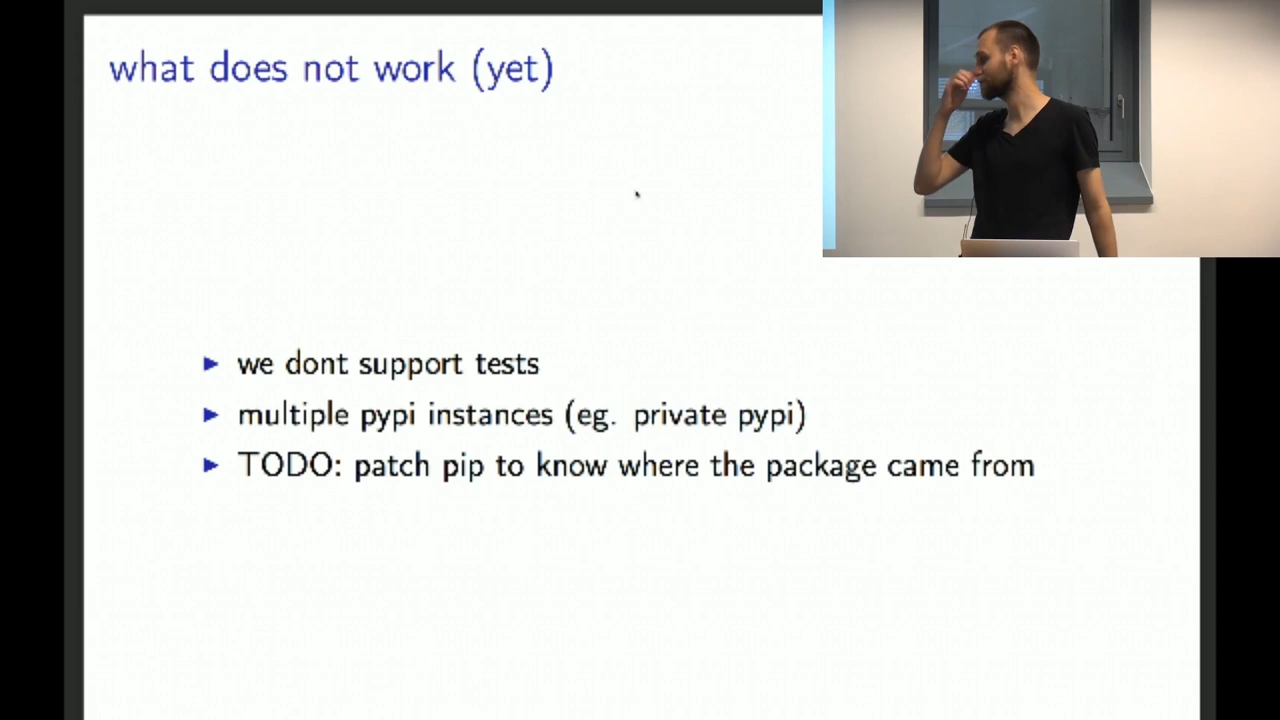 what does not work (yet)
we dont support tests
multiple pypi instances (eg. private pypi)
TODO: patch pip to know where the package came from